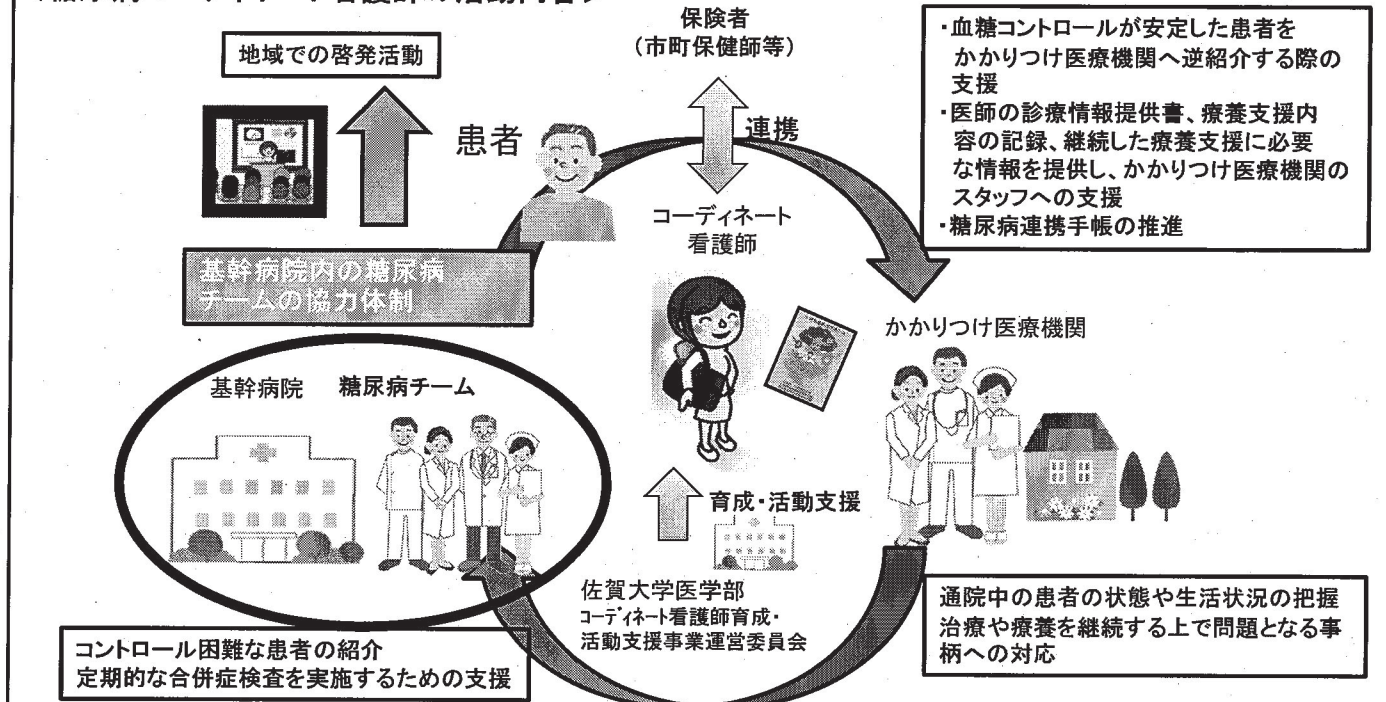 地域での啓発活動
保険者
（市町保健師等）
連携
患者
コーディネート
看護師
・血糖コントロールが安定した患者を
かかりつけ医療機関へ逆紹介する際の
支援
・医師の診療情報提供書、療養支援内
容の記録、継続した療養支援に必要
な情報を提供し、かかりつけ医療機関の
スタッフへの支援
・糖尿病連携手帳の推進
基幹病院内の糖尿病
チームの協力体制
かかりつけ医療機関
基幹病院 糖尿病チーム
育成・活動支援
佐賀大学医学部
コーディネート看護師育成・
活動支援事業運営委員会
コントロール困難な患者の紹介
定期的な合併症検査を実施するための支援
通院中の患者の状態や生活状況の把握
治療や療養を継続する上で問題となる事
柄への対応